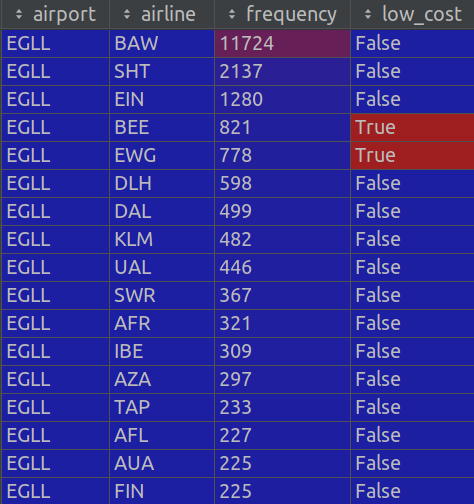 airport airline frequency low_cost
EGLL BAW 11724 False
EGLL SHT 2137 False
EGLL EIN 1280 False
EGLL BEE 821 True
EGLL EWG 778 True
EGLL DLH 598 False
EGLL DAL 499 False
EGLL KLM 482 False
EGLL UAL 446 False
EGLL SWR 367 False
EGLL AFR 321 False
EGLL IBE 309 False
EGLL AZA 297 False
EGLL TAP 233 False
EGLL AFL 227 False
EGLL AUA 225 False
EGLL FIN 225 False